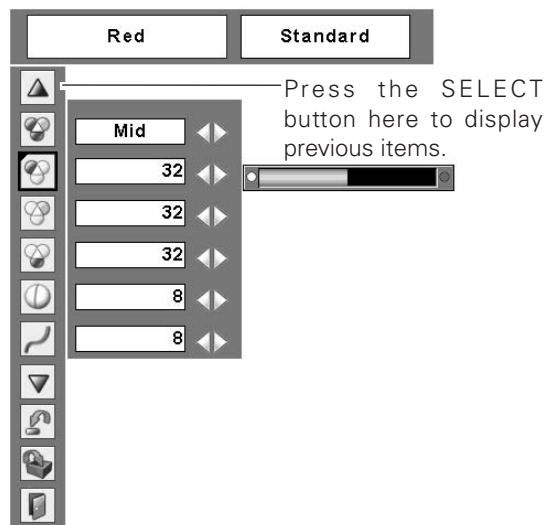 Red Standard
Press the SELECT
button here to display
previous items.
Mid
32
32
32
8
8